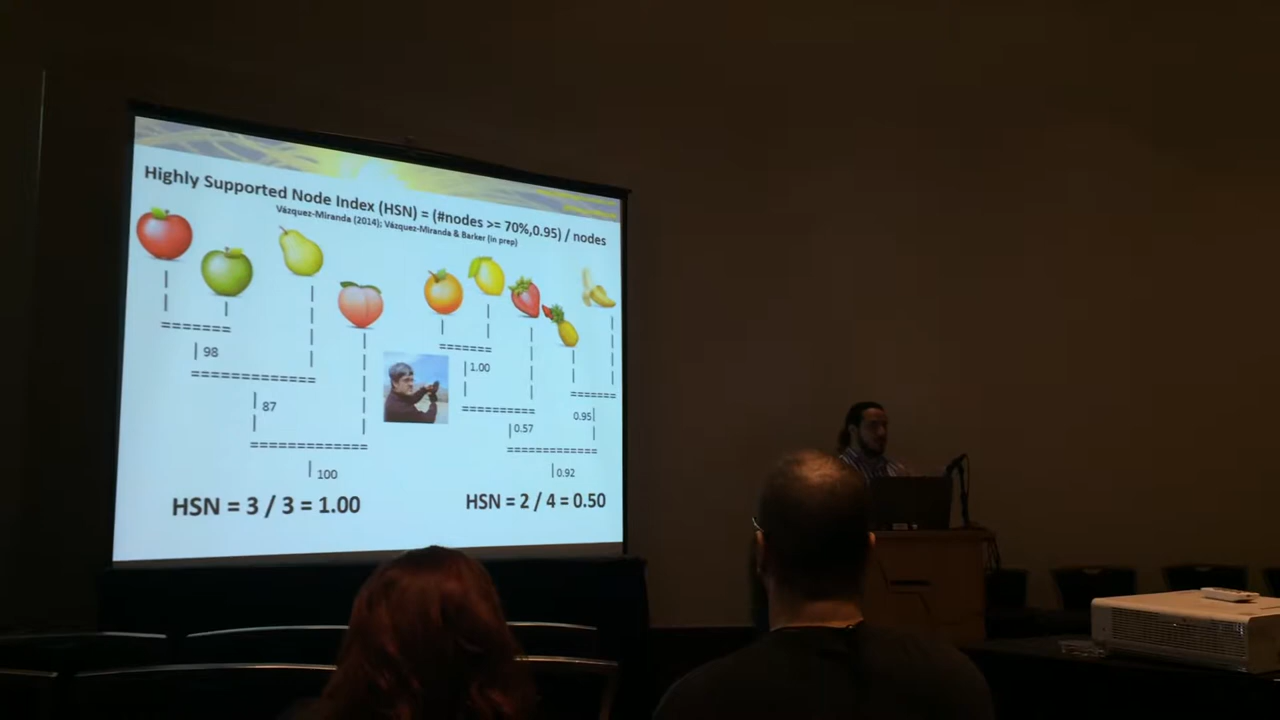 Highly Supported Node Index (HSN) = (#nodes >= 70%,0.95) / nodes
Vázquez-Miranda (2014); Vázquez-Miranda & Barker (in prep)
98
87
100
HSN = 3 / 3 = 1.00
1.00
0.57
0.95
0.92
HSN = 2 / 4 = 0.50